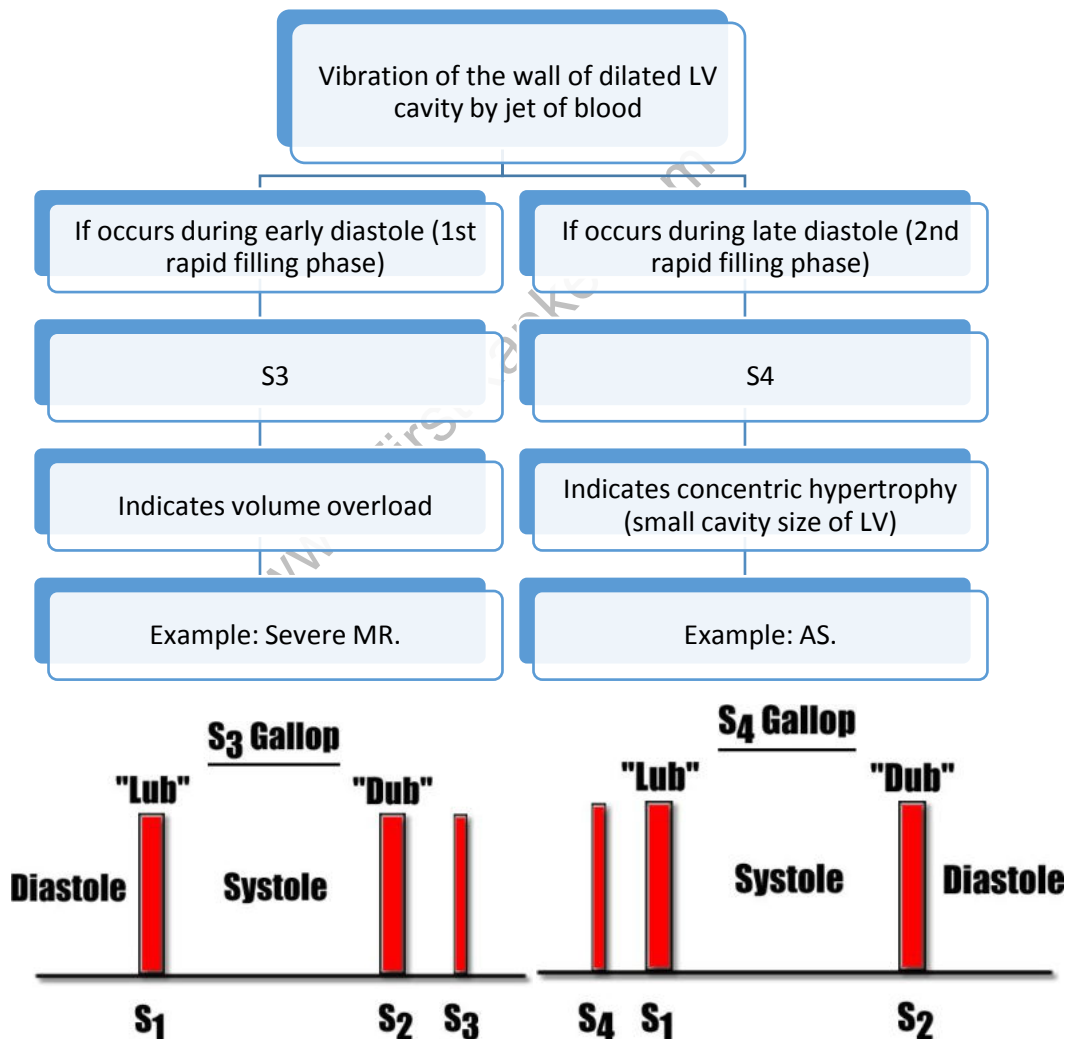 Vibration of the wall of dilated LV
cavity by jet of blood
If occurs during early diastole (1st
rapid filling phase)
If occurs during late diastole (2nd
rapid filling phase)
S3
S4
Indicates volume overload
Indicates concentric hypertrophy
(small cavity size of LV)
Example: Severe MR.
Example: AS.
S3 Gallop
"Lub" "Dub"
Diastole Systole
S1 S2 S3
S4 Gallop
"Lub" "Dub"
Systole Diastole
S4 S1 S2